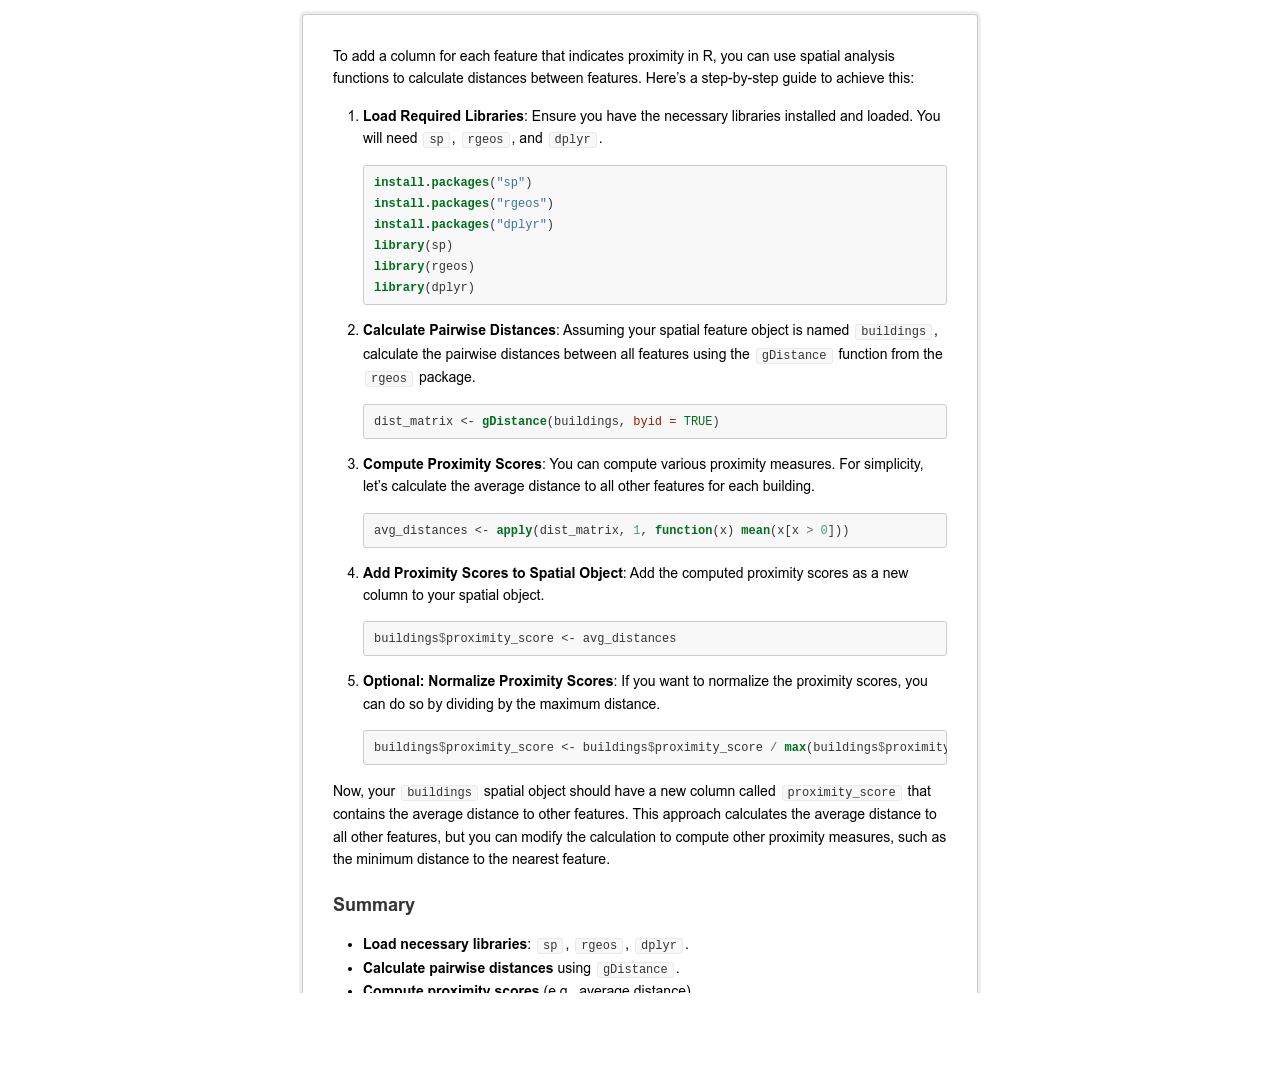 To add a column for each feature that indicates proximity in R, you can use spatial analysis
functions to calculate distances between features. Here’s a step-by-step guide to achieve this:
1. Load Required Libraries: Ensure you have the necessary libraries installed and loaded. You
will need sp, rgeos, and dplyr.
install.packages("sp")
install.packages("rgeos")
install.packages("dplyr")
library(sp)
library(rgeos)
library(dplyr)
2. Calculate Pairwise Distances: Assuming your spatial feature object is named buildings,
calculate the pairwise distances between all features using the gDistance function from the
rgeos package.
dist_matrix <- gDistance(buildings, byid = TRUE)
3. Compute Proximity Scores: You can compute various proximity measures. For simplicity,
let’s calculate the average distance to all other features for each building.
avg_distances <- apply(dist_matrix, 1, function(x) mean(x[x > 0]))
4. Add Proximity Scores to Spatial Object: Add the computed proximity scores as a new
column to your spatial object.
buildings$proximity_score <- avg_distances
5. Optional: Normalize Proximity Scores: If you want to normalize the proximity scores, you
can do so by dividing by the maximum distance.
buildings$proximity_score <- buildings$proximity_score / max(buildings$proximity
Now, your buildings spatial object should have a new column called proximity_score that
contains the average distance to other features. This approach calculates the average distance to
all other features, but you can modify the calculation to compute other proximity measures, such as
the minimum distance to the nearest feature.
Summary
• Load necessary libraries: sp, rgeos, dplyr.
• Calculate pairwise distances using gDistance.
• Compute proximity scores (e.g., average distance)